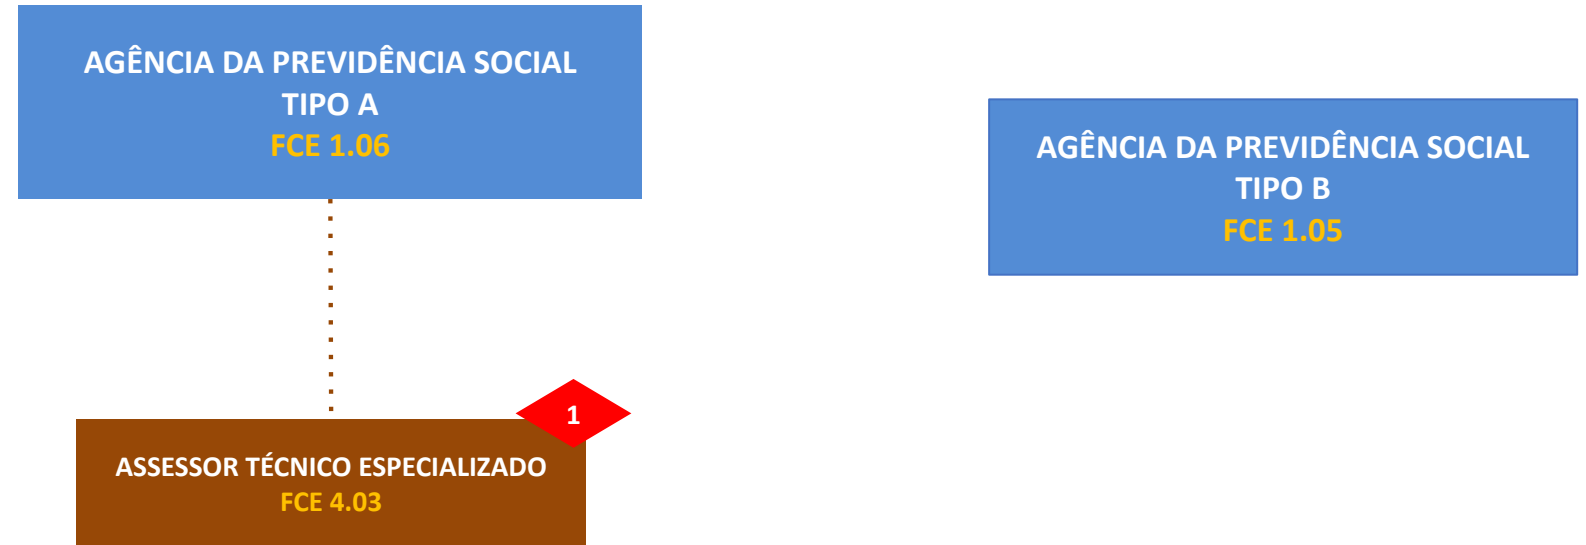 AGÊNCIA DA PREVIDÊNCIA SOCIAL
TIPO A
FCE 1.06
AGÊNCIA DA PREVIDÊNCIA SOCIAL
TIPO B
FCE 1.05
1
ASSESSOR TÉCNICO ESPECIALIZADO
FCE 4.03